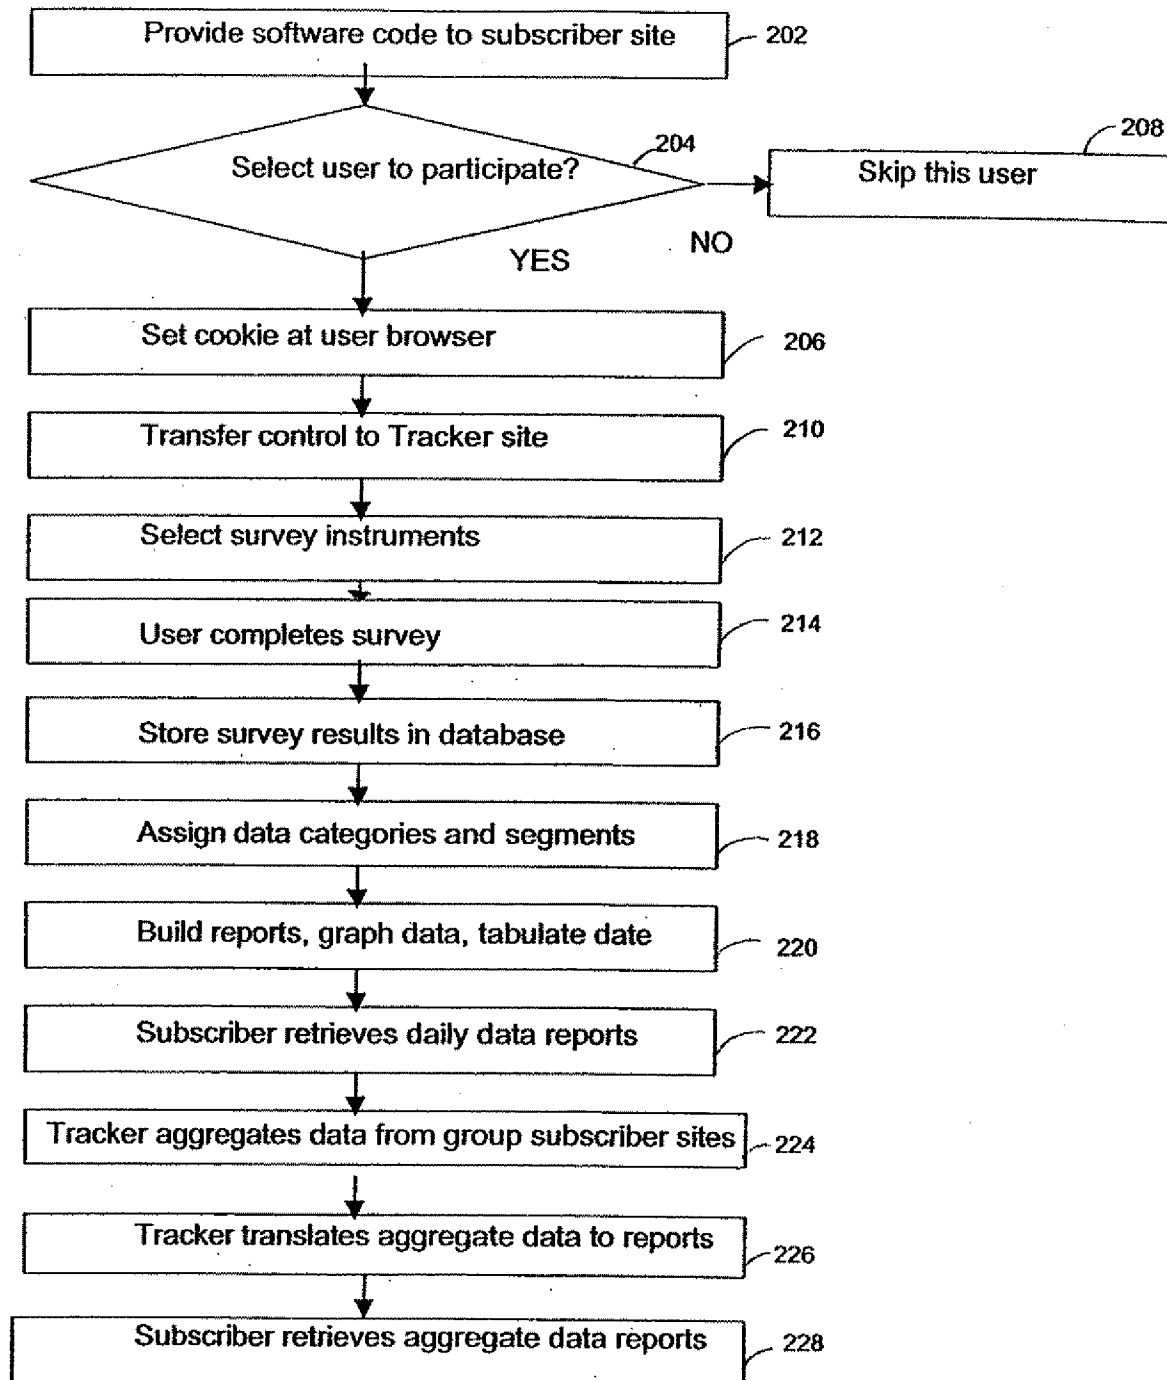 Provide software code to subscriber site
202
Select user to participate?
204
208
Skip this user
YES
NO
Set cookie at user browser
206
Transfer control to Tracker site
210
Select survey instruments
212
User completes survey
214
Store survey results in database
216
Assign data categories and segments
218
Build reports, graph data, tabulate date
220
Subscriber retrieves daily data reports
222
Tracker aggregates data from group subscriber sites
224
Tracker translates aggregate data to reports
226
Subscriber retrieves aggregate data reports
228